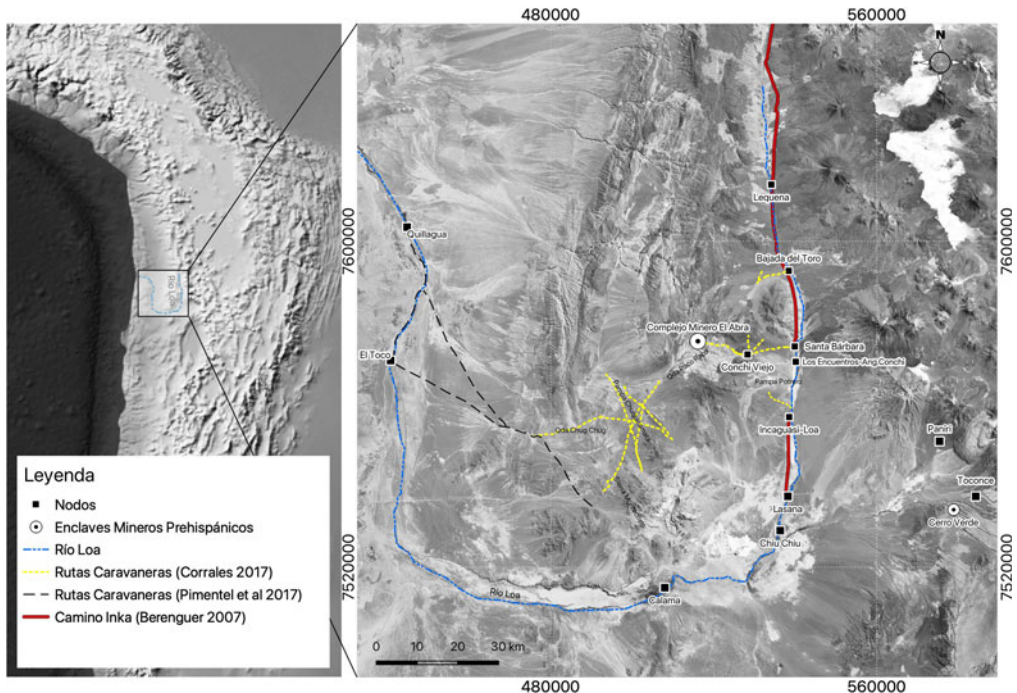 480000
560000
N
Río Loa
Lequena
Quillagua
7600000
7600000
Bajada del Toro
Complejo Minero El Abra
Santa Bárbara
El Toco
Conchi Viejo
Los Encuentros-Ang.Conchi
Pampa Potrero
Qda Chug Chug
Incaguasi-Loa
Paniri
Toconce
Lasana
Cerro Verde
Chiu Chiu
7520000
7520000
Río Loa
Calama
0 10 20 30 km
480000
560000
Leyenda
Nodos
Enclaves Mineros Prehispánicos
Río Loa
Rutas Caravaneras (Corrales 2017)
Rutas Caravaneras (Pimentel et al 2017)
Camino Inka (Berenguer 2007)